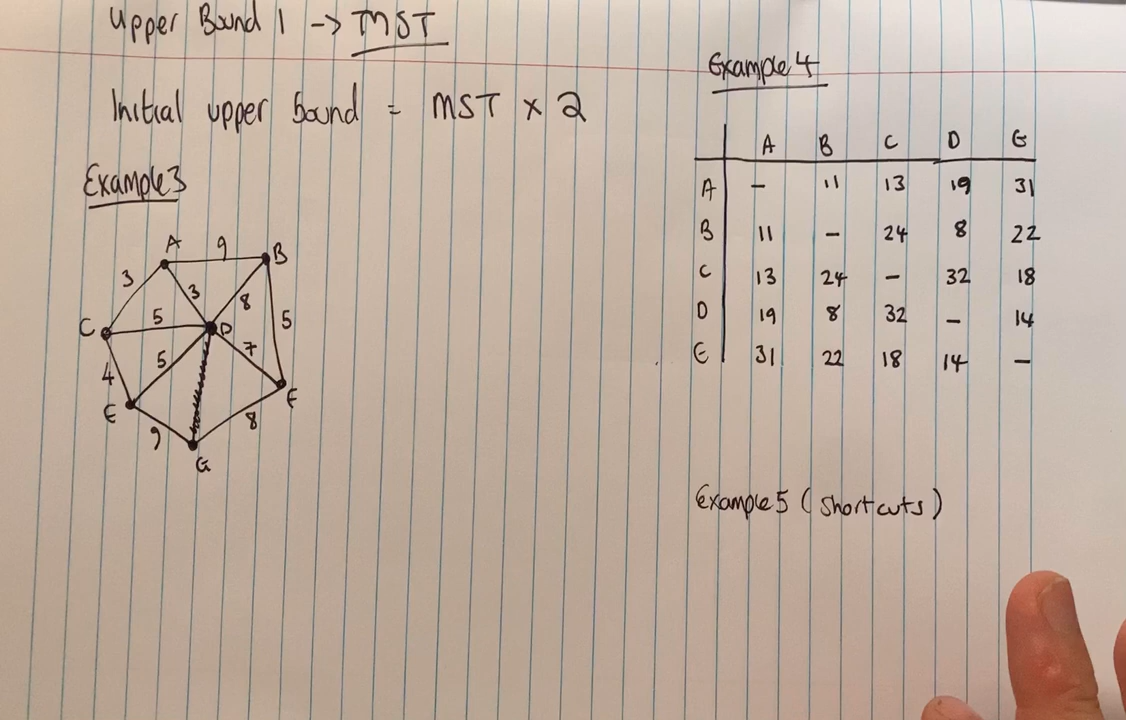 Upper Bound 1 -> MST
Initial upper bound = MST x 2
Example 3
A 9 B
3 3 8
C 5 D 5
5 7
4
E F
9 8
G
Example 4
A B C D E
A - 11 13 19 31
B 11 - 24 8 22
C 13 24 - 32 18
D 19 8 32 - 14
E 31 22 18 14 -
Example 5 (shortcuts)